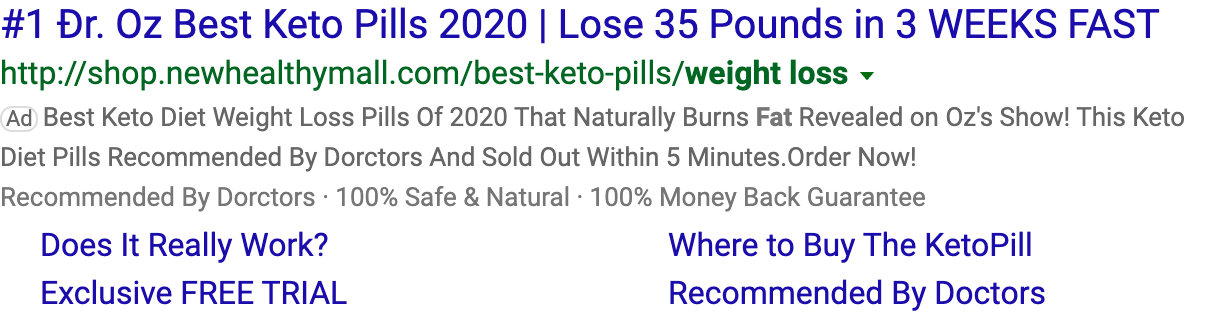 #1 Đr. Oz Best Keto Pills 2020 | Lose 35 Pounds in 3 WEEKS FAST
http://shop.newhealthymall.com/best-keto-pills/weight loss
Ad Best Keto Diet Weight Loss Pills Of 2020 That Naturally Burns Fat Revealed on Oz's Show! This Keto
Diet Pills Recommended By Dorctors And Sold Out Within 5 Minutes.Order Now!
Recommended By Dorctors · 100% Safe & Natural · 100% Money Back Guarantee
Does It Really Work?
Where to Buy The KetoPill
Exclusive FREE TRIAL
Recommended By Doctors